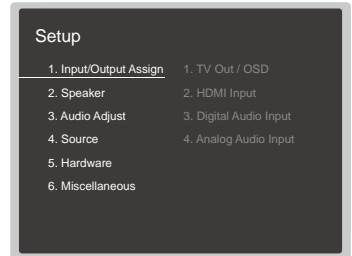 Setup
1. Input/Output Assign
2. Speaker
3. Audio Adjust
4. Source
5. Hardware
6. Miscellaneous
1. TV Out / OSD
2. HDMI Input
3. Digital Audio Input
4. Analog Audio Input